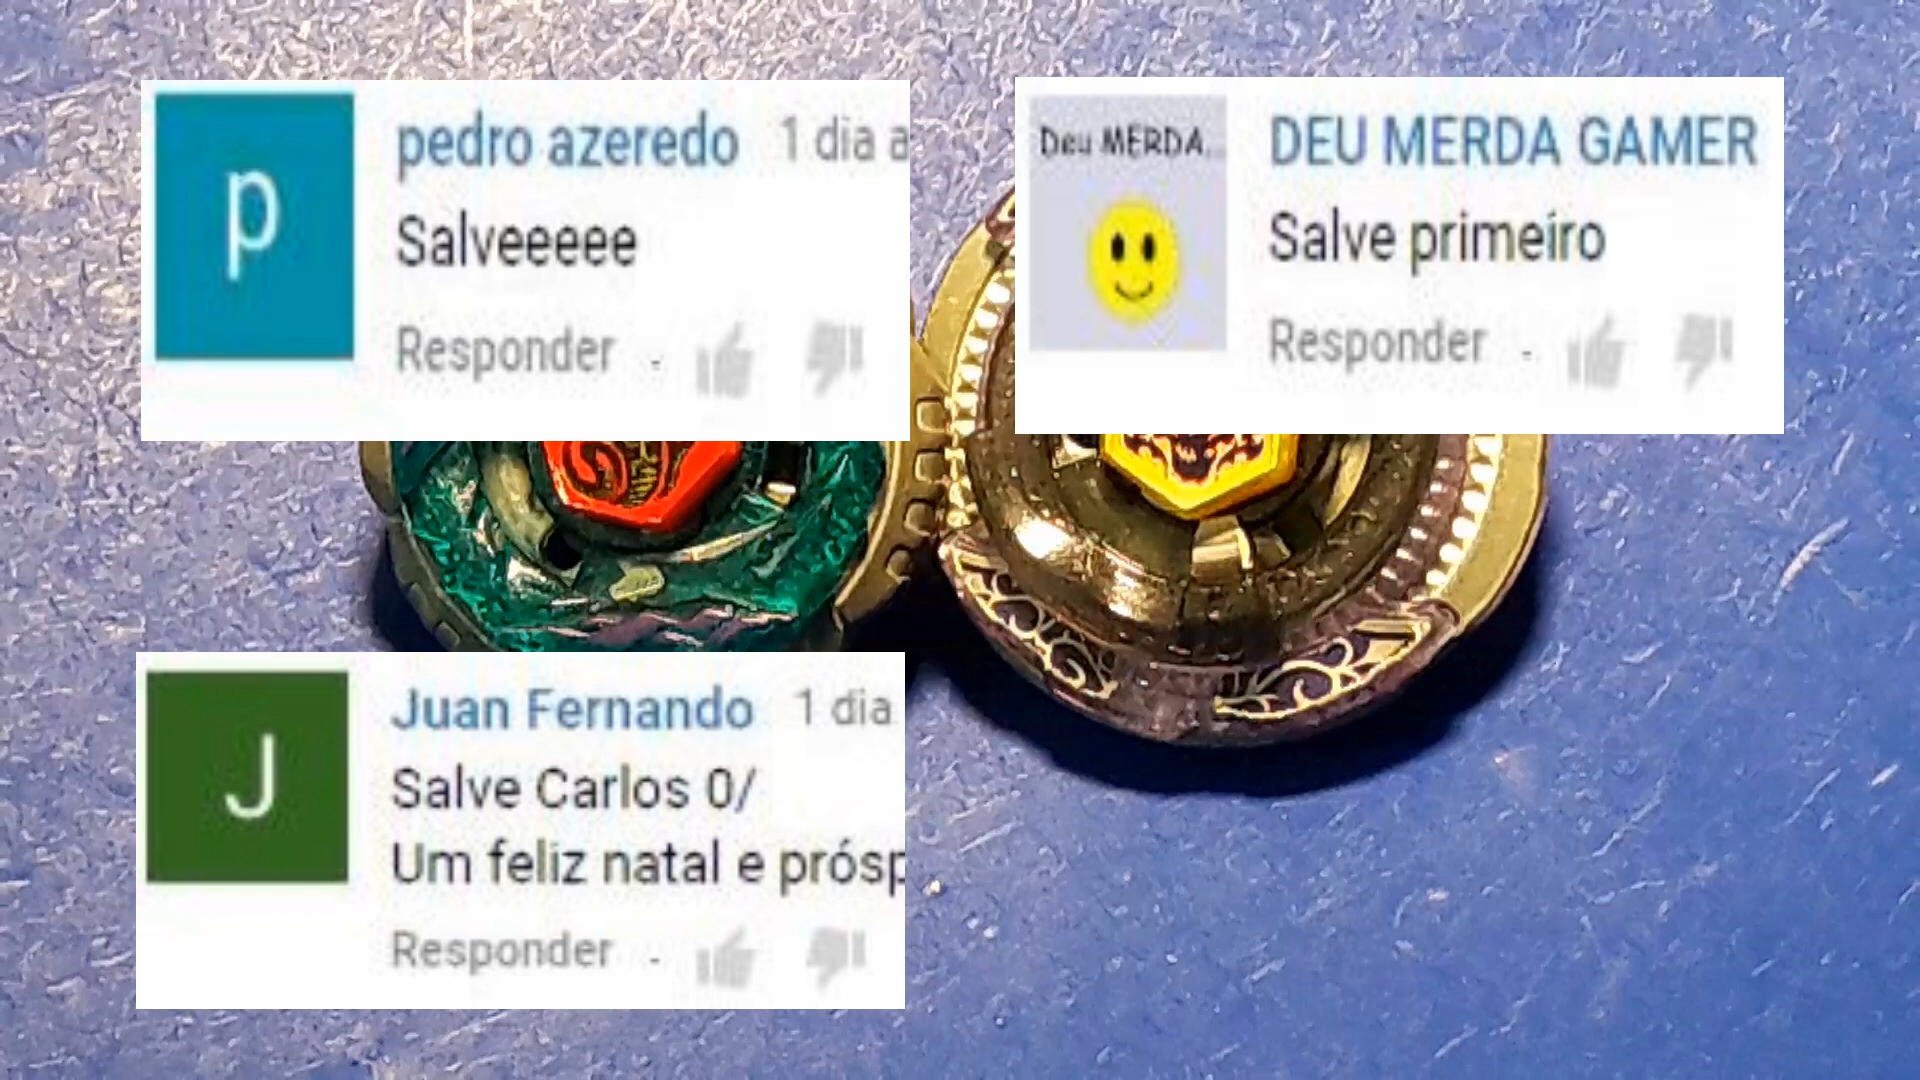 p
pedro azeredo 1 dia a
Salveeeee
Responder
Deu MERDA.
DEU MERDA GAMER
Salve primeiro
Responder
J
Juan Fernando 1 dia
Salve Carlos 0/
Um feliz natal e prósp
Responder